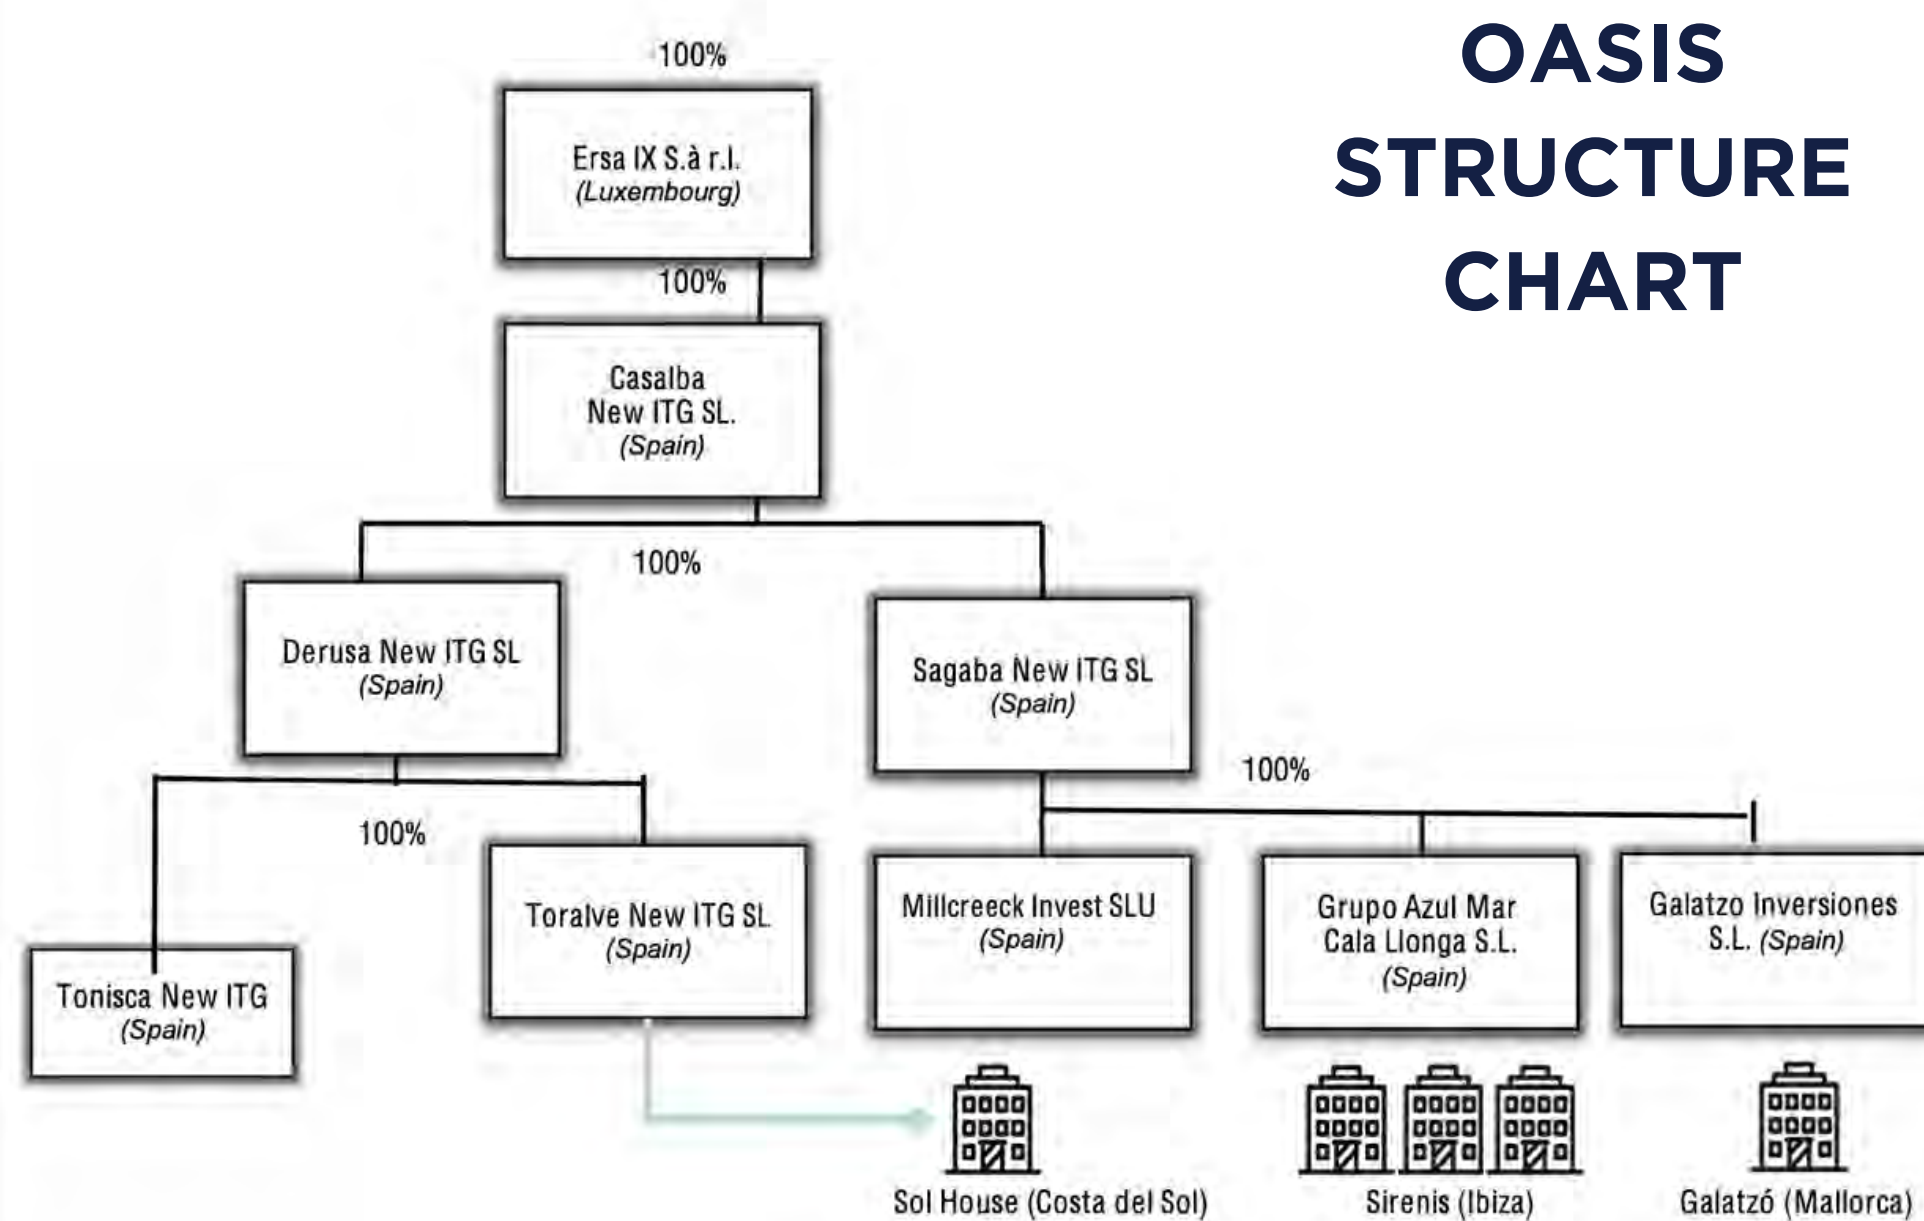 OASIS
STRUCTURE
CHART
100%
Ersa IX S.à r.l.
(Luxembourg)
100%
Casalba
New ITG SL.
(Spain)
100%
Derusa New ITG SL
(Spain)
Sagaba New ITG SL
(Spain)
100%
100%
Tonisca New ITG
(Spain)
Toralve New ITG SL
(Spain)
Millcreeck Invest SLU
(Spain)
Grupo Azul Mar
Cala Llonga S.L.
(Spain)
Galatzo Inversiones
S.L. (Spain)
Sol House (Costa del Sol)
Sirenis (Ibiza)
Galatzó (Mallorca)